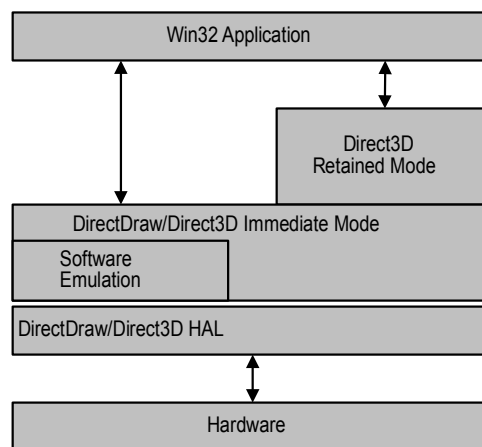 Win32 Application
Direct3D
Retained Mode
DirectDraw/Direct3D Immediate Mode
Software
Emulation
DirectDraw/Direct3D HAL
Hardware